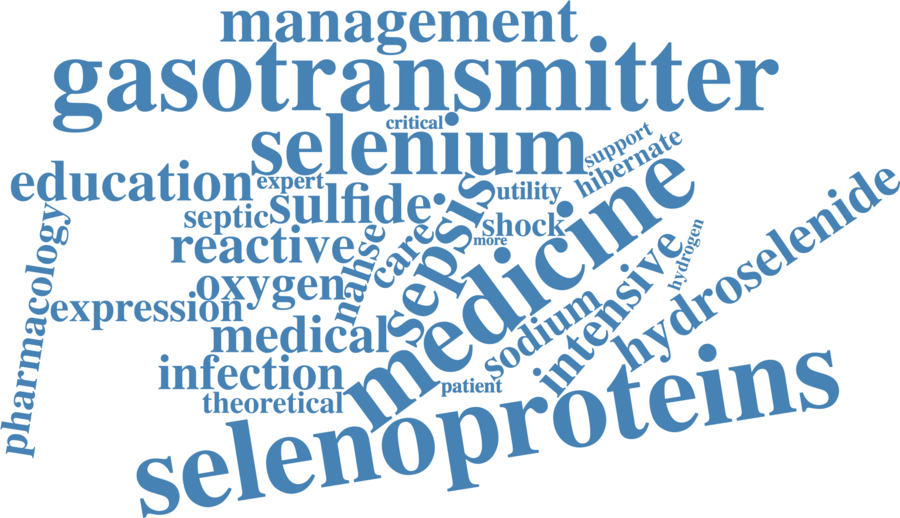 management
gasotransmitter
critical
selenium
support
hibernate
education
expert
sulfide
utility
septic
sepsis
shock
medicine
more
reactive
care
nahse
oxygen
hydrogen
hydroselenide
pharmacology
expression
intensive
sodium
medical
infection
patient
theoretical
selenoproteins